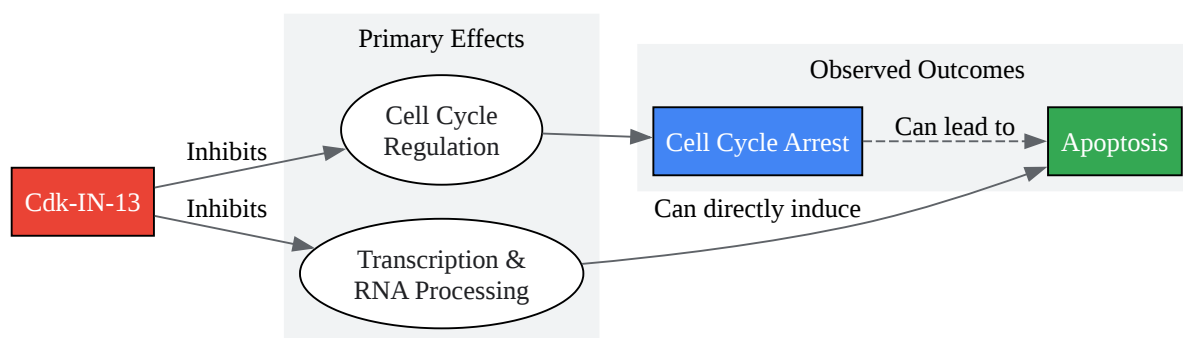 Primary Effects
Observed Outcomes
Cell Cycle
Regulation
Cell Cycle Arrest
Can lead to
Apoptosis
Inhibits
Cdk-IN-13
Inhibits
Can directly induce
Transcription &
RNA Processing